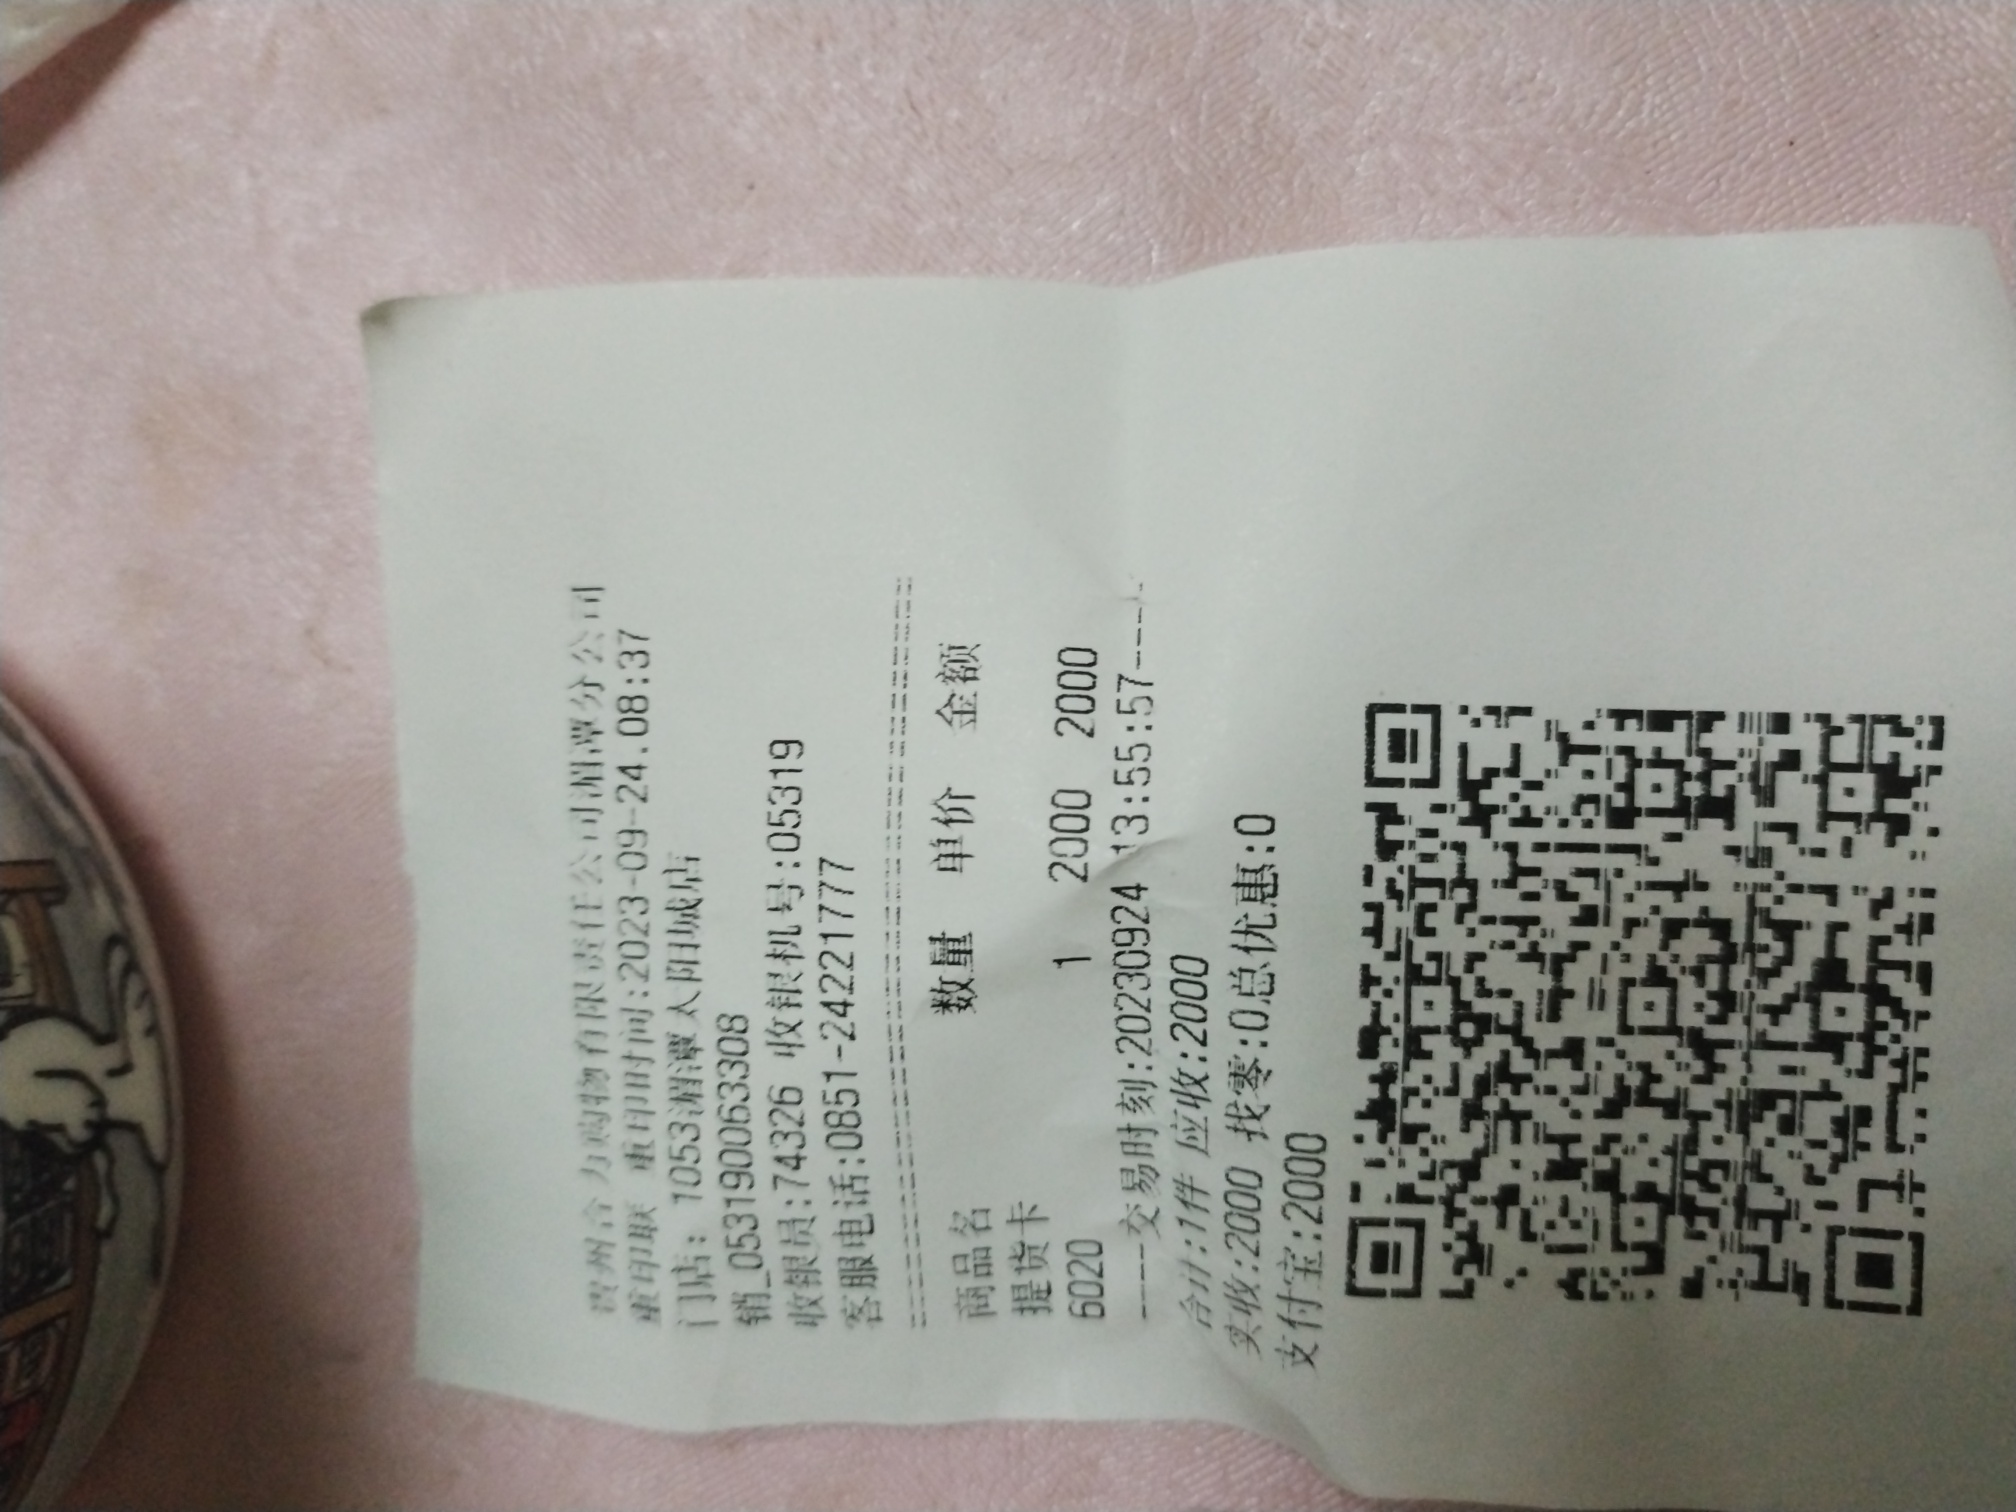 贵州合力购物有限责任公司湄潭分公司
重印联 重印时间:2023-09-24.08:37
门店: 1053湄潭太阳城店
销_0531900633308
收银员:74326 收银机号:05319
客服电话:0851-24221777
商品名 数量 单价 金额
提货卡
6020 1 2000 2000
----交易时刻:20230924 13:55:57----
合计:1件 应收:2000
实收:2000 找零:0总优惠:0
支付宝:2000